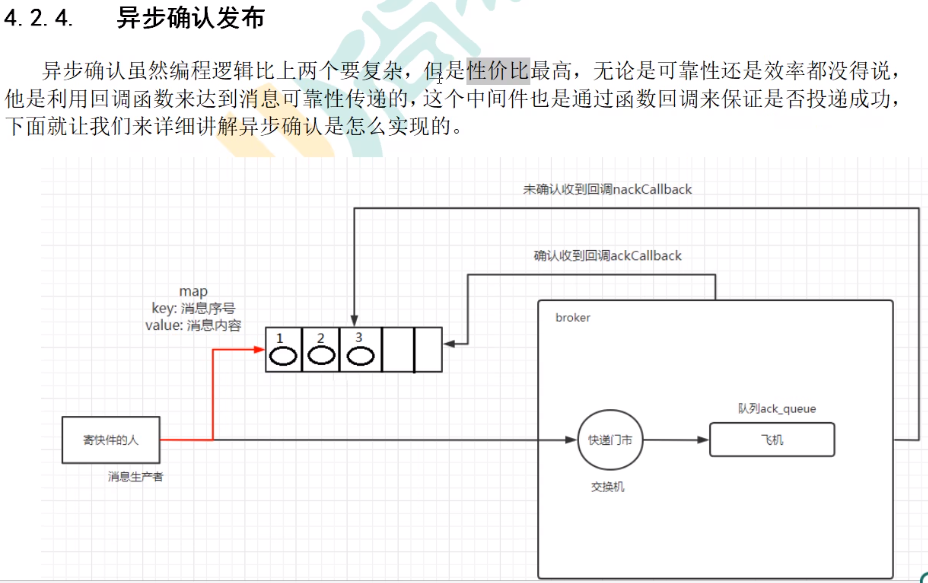 4.2.4. 异步确认发布
异步确认虽然编程逻辑比上两个要复杂，但是性价比最高，无论是可靠性还是效率都没得说，
他是利用回调函数来达到消息可靠性传递的，这个中间件也是通过函数回调来保证是否投递成功，
下面就让我们来详细讲解异步确认是怎么实现的。
未确认收到回调nackCallback
确认收到回调ackCallback
map
key: 消息序号
value: 消息内容
broker
1 2 3
队列ack_queue
寄快件的人
快递门市
飞机
消息生产者
交换机